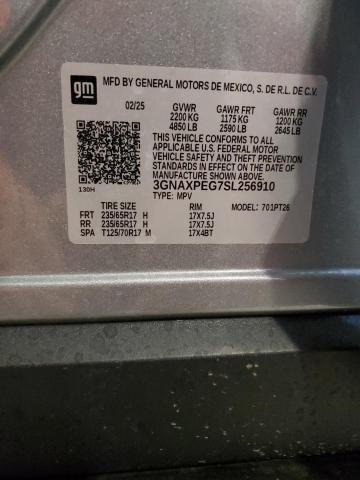 gm
MFD BY GENERAL MOTORS DE MEXICO, S. DE R.L. DE C.V.
02/25 GVWR GAWR FRT GAWR RR
2200 KG 1175 KG 1200 KG
4850 LB 2590 LB 2645 LB
THIS VEHICLE CONFORMS TO ALL
APPLICABLE U.S. FEDERAL MOTOR
VEHICLE SAFETY AND THEFT PREVENTION
STANDARDS IN EFFECT ON THE DATE OF
MANUFACTURE SHOWN ABOVE.
3GNAXPEG7SL256910
130H TYPE: MPV MODEL: 701PT26
TIRE SIZE RIM
FRT 235/65R17 H 17X7.5J
RR 235/65R17 H 17X7.5J
SPA T125/70R17 M 17X4BT